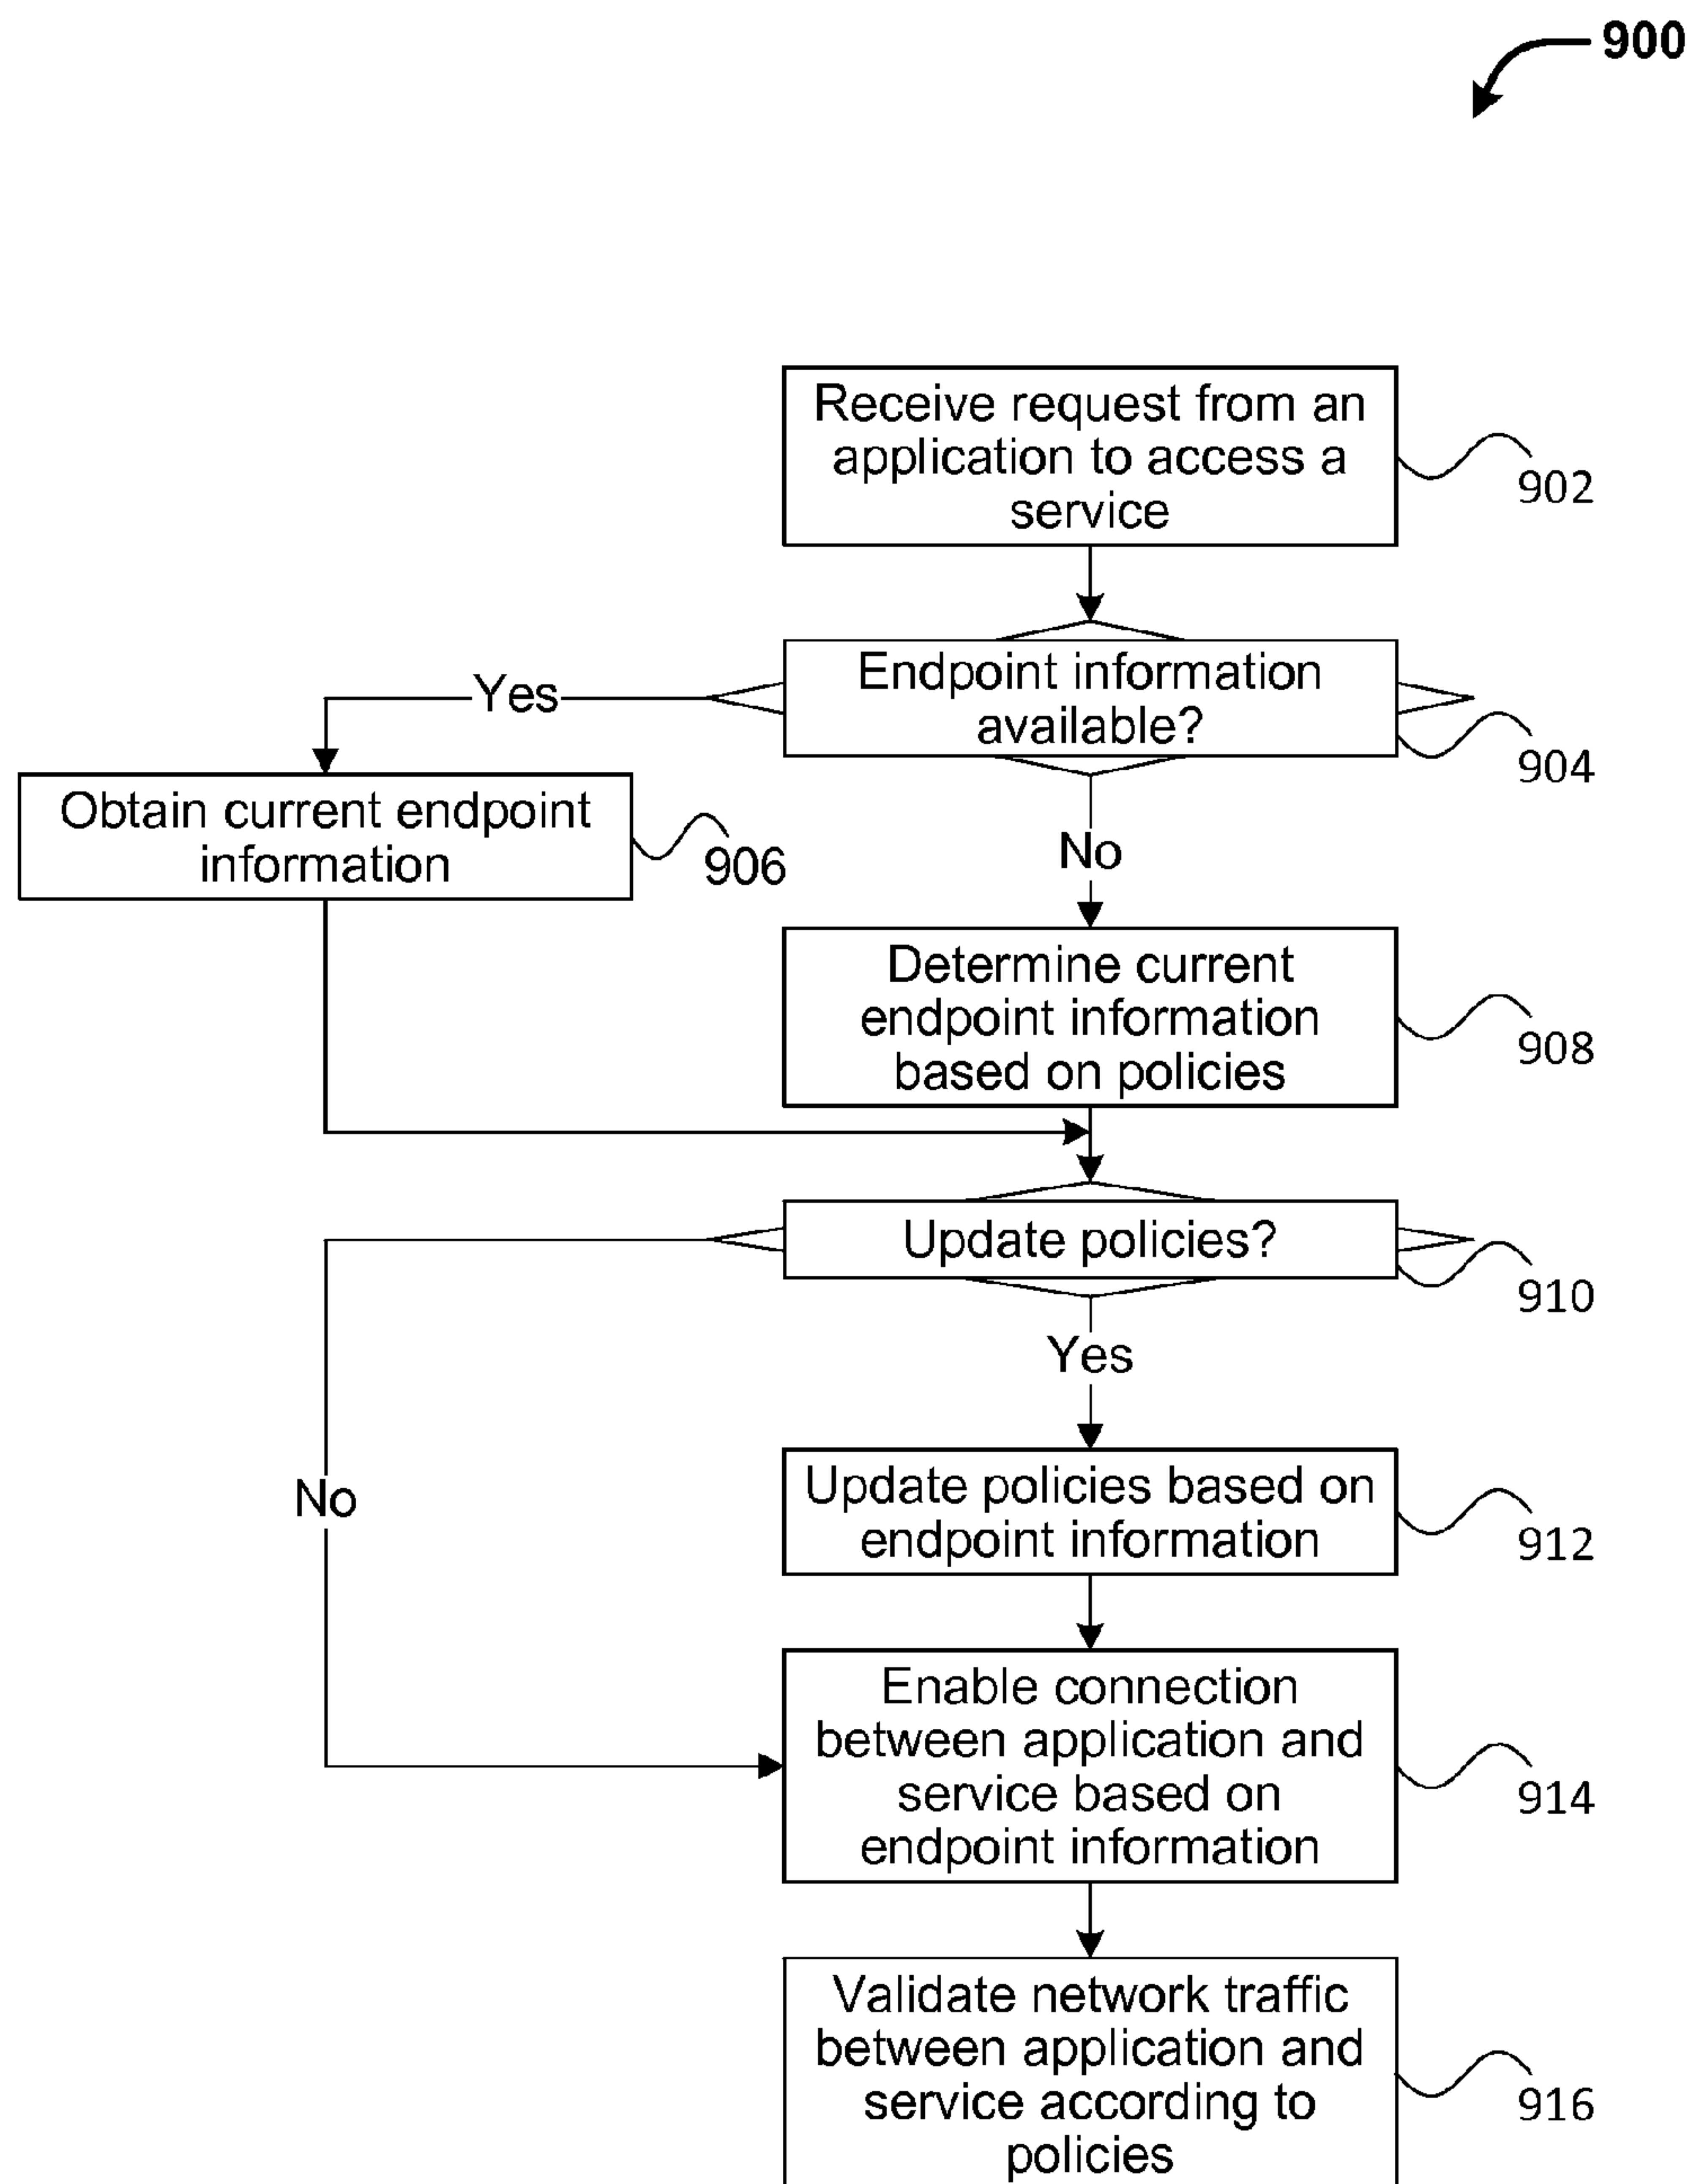 900
Receive request from an
application to access a
service
902
Endpoint information
available?
904
Yes
Obtain current endpoint
information
906
No
Determine current
endpoint information
based on policies
908
Update policies?
910
Yes
No
Update policies based on
endpoint information
912
Enable connection
between application and
service based on
endpoint information
914
Validate network traffic
between application and
service according to
policies
916